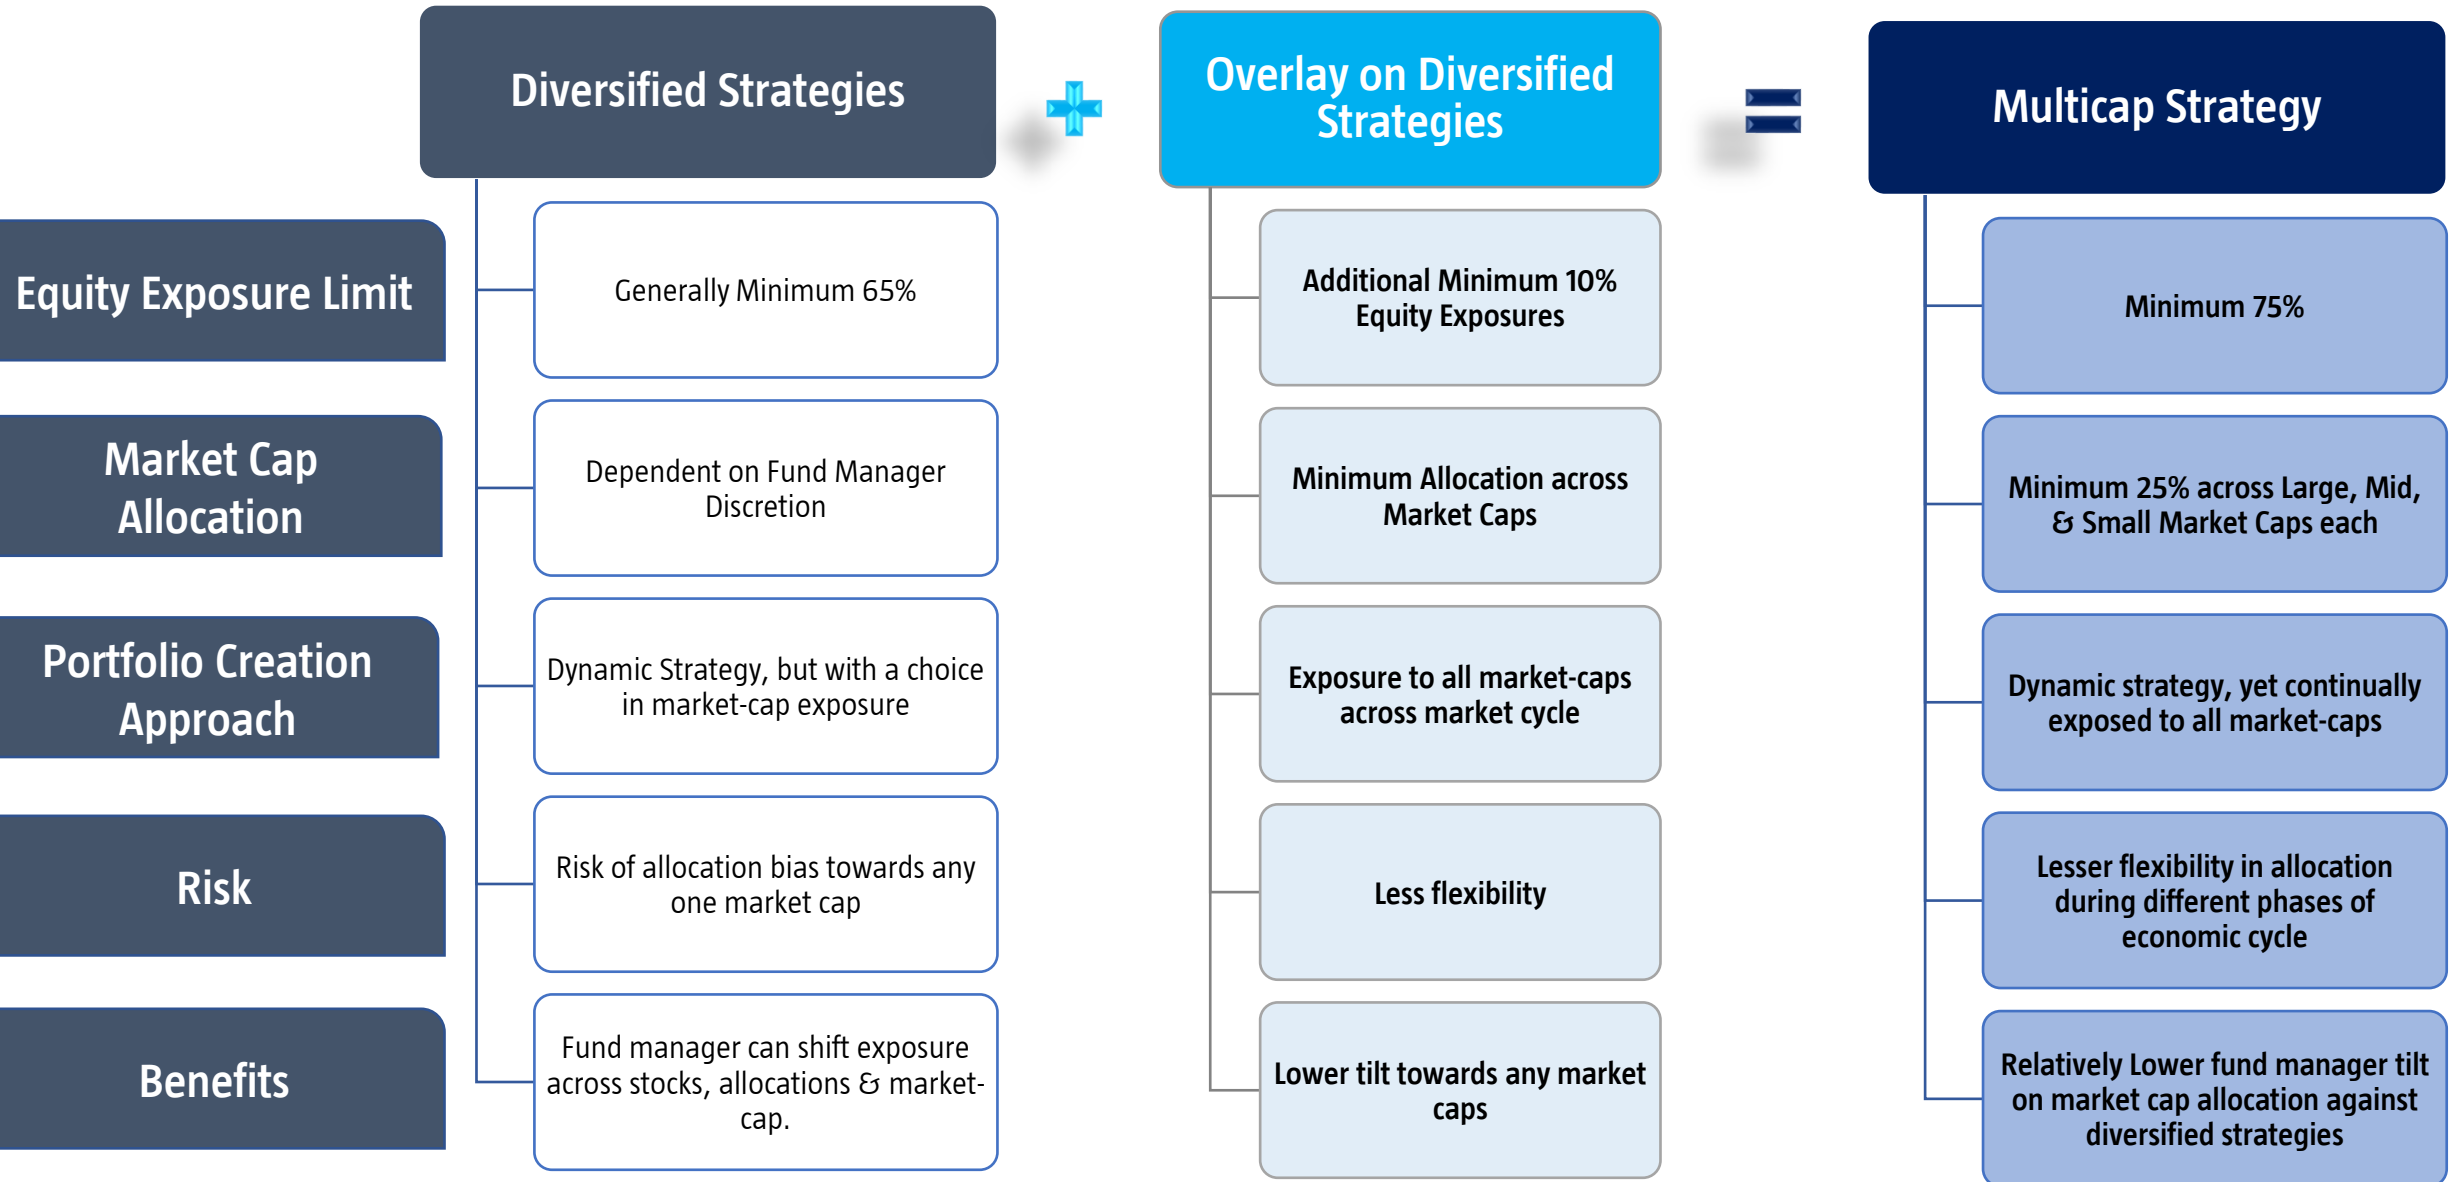 Diversified Strategies
Overlay on Diversified
Strategies
Multicap Strategy
Equity Exposure Limit
Generally Minimum 65%
Additional Minimum 10%
Equity Exposures
Minimum 75%
Market Cap
Allocation
Dependent on Fund Manager
Discretion
Minimum Allocation across
Market Caps
Minimum 25% across Large, Mid,
& Small Market Caps each
Portfolio Creation
Approach
Dynamic Strategy, but with a choice
in market-cap exposure
Exposure to all market-caps
across market cycle
Dynamic strategy, yet continually
exposed to all market-caps
Risk
Risk of allocation bias towards any
one market cap
Less flexibility
Lesser flexibility in allocation
during different phases of
economic cycle
Benefits
Fund manager can shift exposure
across stocks, allocations & market-
cap.
Lower tilt towards any market
caps
Relatively Lower fund manager tilt
on market cap allocation against
diversified strategies